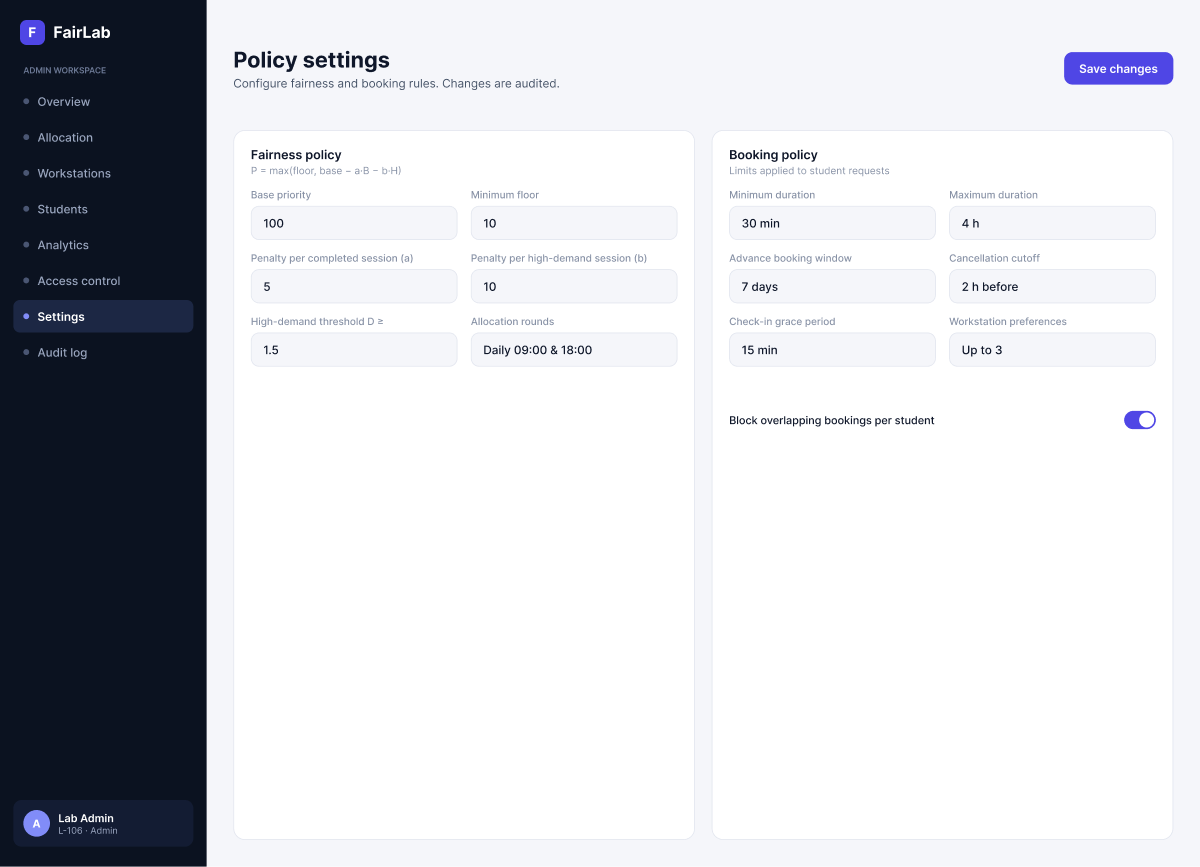 F FairLab
ADMIN WORKSPACE
Overview
Allocation
Workstations
Students
Analytics
Access control
Settings
Audit log
A
Lab Admin
L-106 · Admin
Policy settings
Configure fairness and booking rules. Changes are audited.
Save changes
Fairness policy
P = max(floor, base − a·B − b·H)
Base priority
100
Minimum floor
10
Penalty per completed session (a)
5
Penalty per high-demand session (b)
10
High-demand threshold D ≥
1.5
Allocation rounds
Daily 09:00 & 18:00
Booking policy
Limits applied to student requests
Minimum duration
30 min
Maximum duration
4 h
Advance booking window
7 days
Cancellation cutoff
2 h before
Check-in grace period
15 min
Workstation preferences
Up to 3
Block overlapping bookings per student